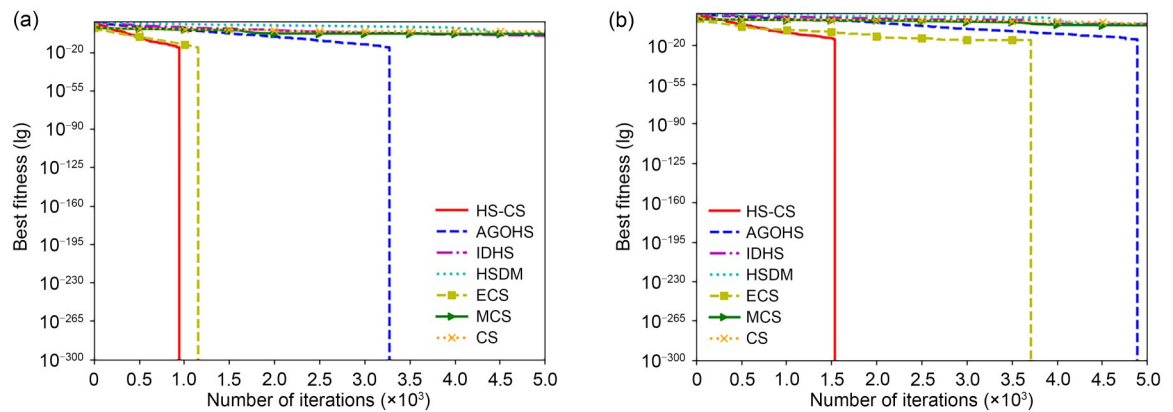 (a)
Best fitness (lg)
10⁻²⁰
10⁻⁵⁵
10⁻⁹⁰
10⁻¹²⁵
10⁻¹⁶⁰
10⁻¹⁹⁵
10⁻²³⁰
10⁻²⁶⁵
10⁻³⁰⁰
HS-CS
AGOHS
IDHS
HSDM
ECS
MCS
CS
0 0.5 1.0 1.5 2.0 2.5 3.0 3.5 4.0 4.5 5.0
Number of iterations (×10³)
(b)
Best fitness (lg)
10⁻²⁰
10⁻⁵⁵
10⁻⁹⁰
10⁻¹²⁵
10⁻¹⁶⁰
10⁻¹⁹⁵
10⁻²³⁰
10⁻²⁶⁵
10⁻³⁰⁰
HS-CS
AGOHS
IDHS
HSDM
ECS
MCS
CS
0 0.5 1.0 1.5 2.0 2.5 3.0 3.5 4.0 4.5 5.0
Number of iterations (×10³)